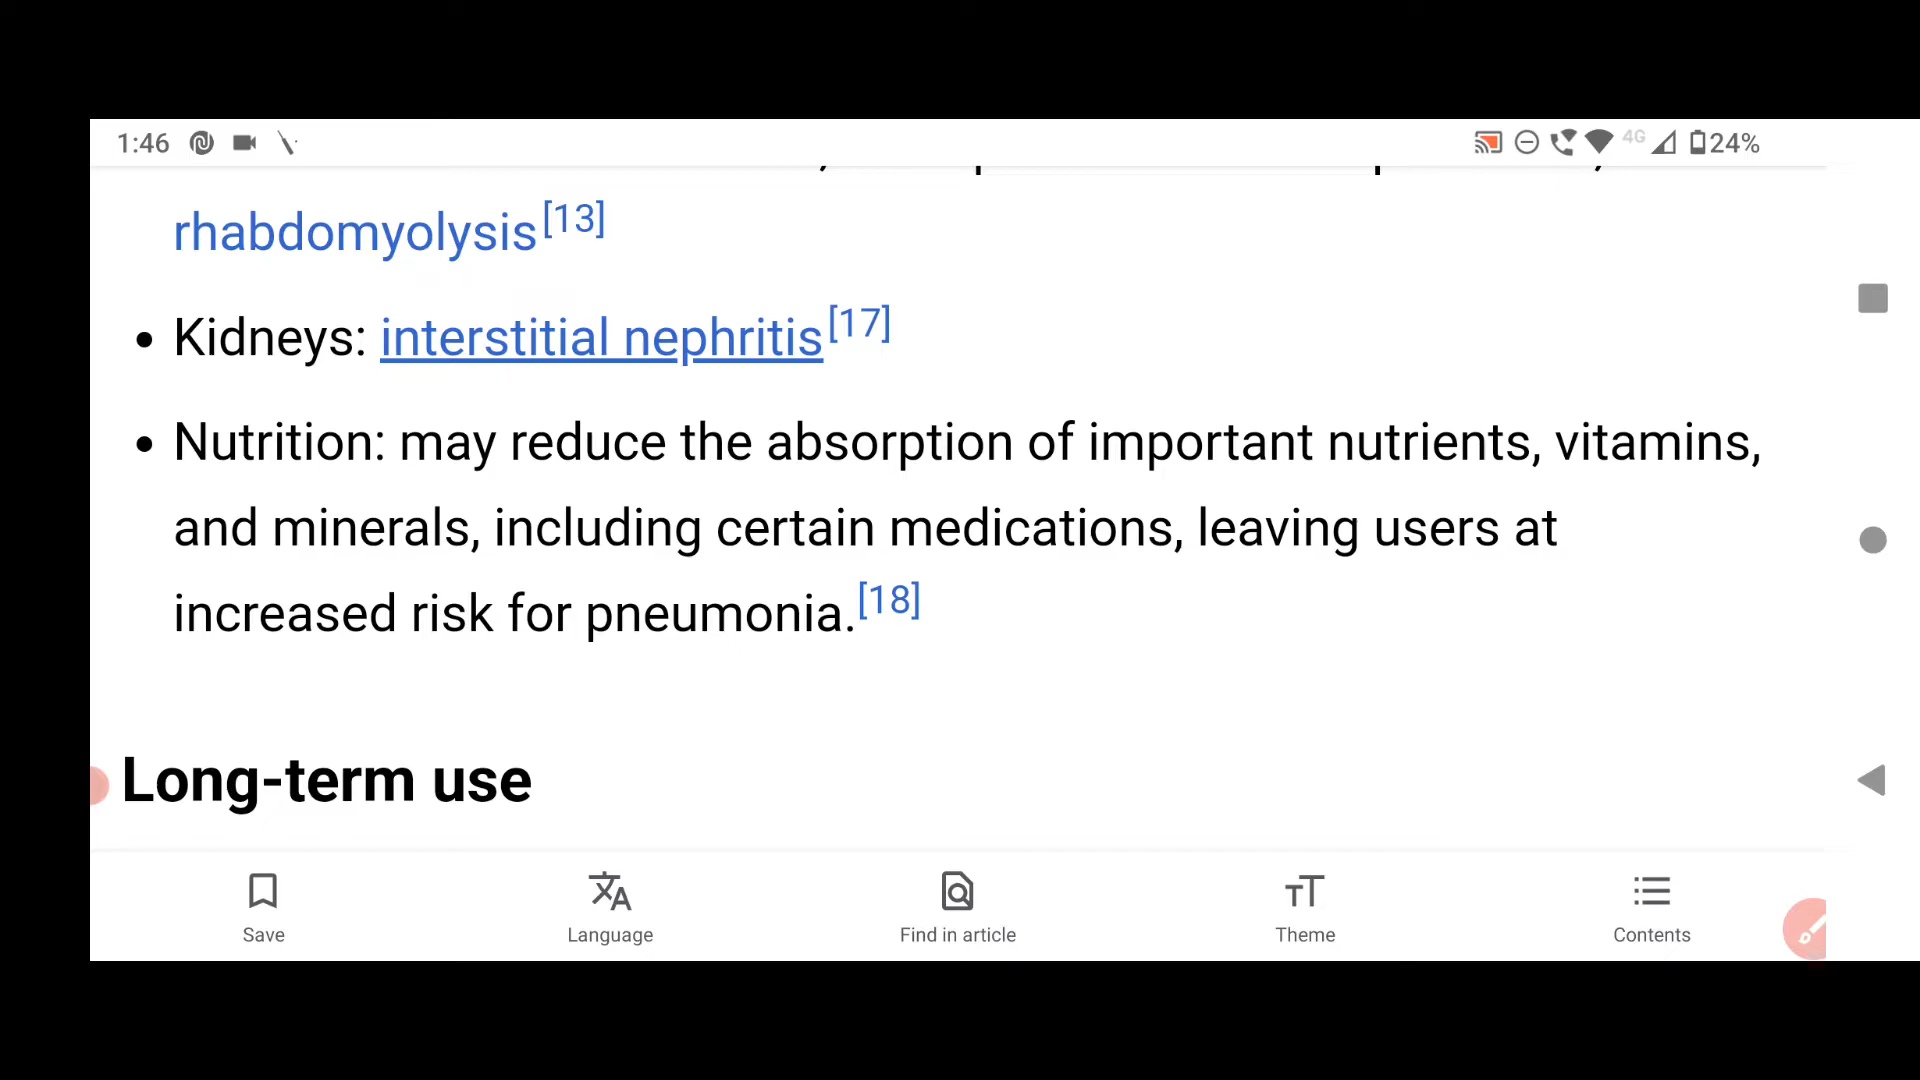 1:46 4G 24%
rhabdomyolysis[13]
• Kidneys: interstitial nephritis[17]
• Nutrition: may reduce the absorption of important nutrients, vitamins,
and minerals, including certain medications, leaving users at
increased risk for pneumonia.[18]
Long-term use
Save Language Find in article Theme Contents